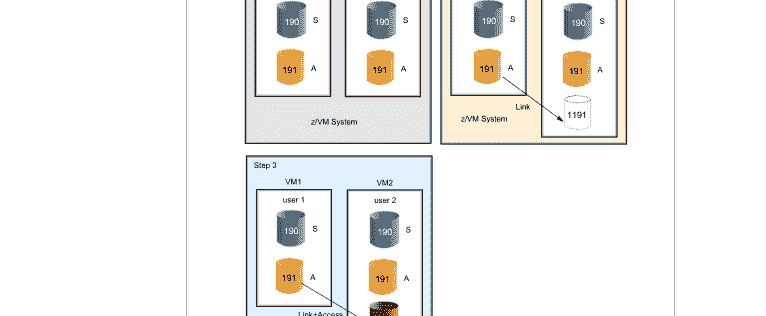 190 S 190 S
191 A 191 A
z/VM System
190 S 190 S
191 A 191 A
Link
1191
z/VM System
Step 3
VM1 VM2
user 1 user 2
190 S 190 S
191 A 191 A
Link+Access